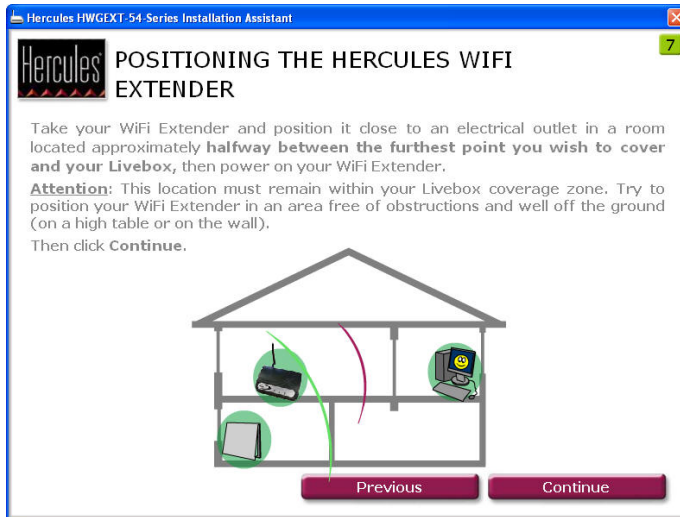 Hercules HWGEXT-54-Series Installation Assistant
7
Hercules®
POSITIONING THE HERCULES WIFI
EXTENDER
Take your WiFi Extender and position it close to an electrical outlet in a room
located approximately halfway between the furthest point you wish to cover
and your Livebox, then power on your WiFi Extender.
Attention: This location must remain within your Livebox coverage zone. Try to
position your WiFi Extender in an area free of obstructions and well off the ground
(on a high table or on the wall).
Then click Continue.
Previous
Continue